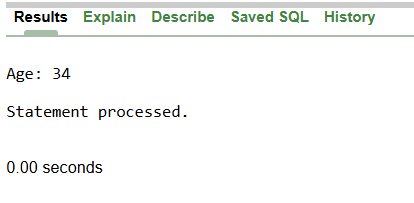 Results Explain Describe Saved SQL History
Age: 34
Statement processed.
0.00 seconds